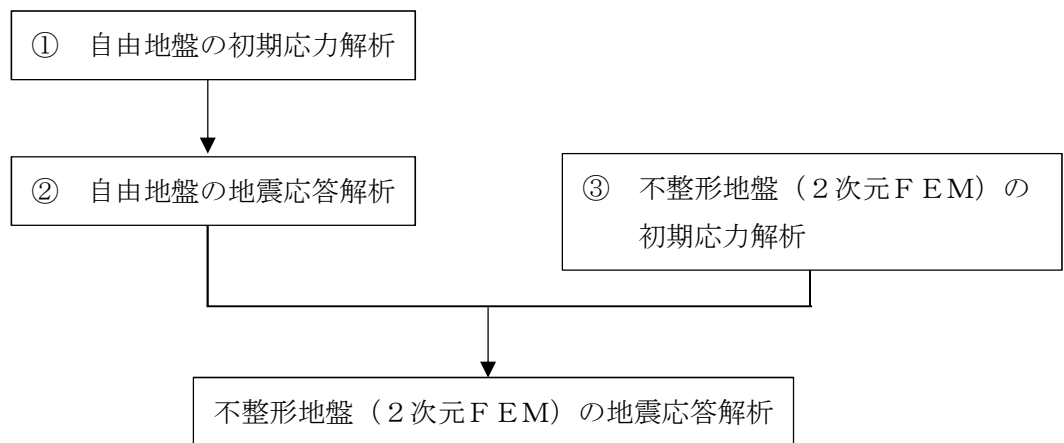 ① 自由地盤の初期応力解析
② 自由地盤の地震応答解析
③ 不整形地盤（２次元ＦＥＭ）の
初期応力解析
不整形地盤（２次元ＦＥＭ）の地震応答解析